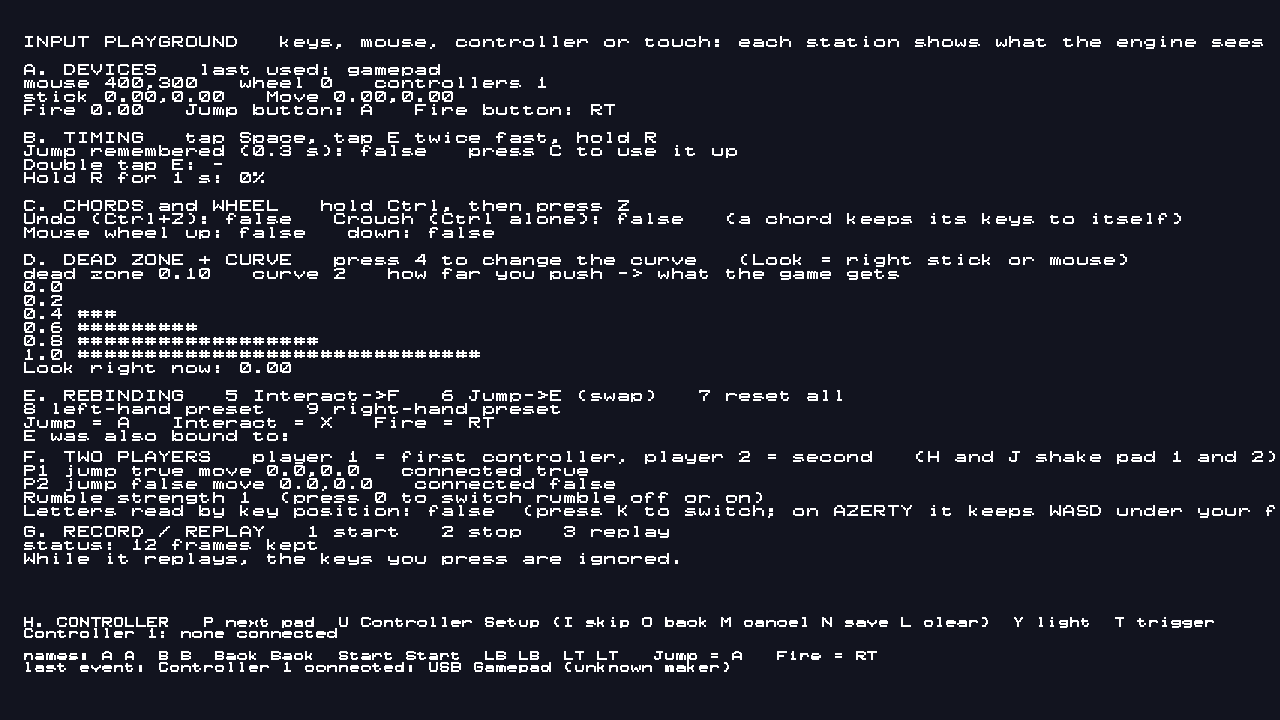 INPUT PLAYGROUND   keys, mouse, controller or touch: each station shows what the engine sees
A. DEVICES   last used: gamepad
mouse 400,300   wheel 0   controllers 1
stick 0.00,0.00   Move 0.00,0.00
Fire 0.00   Jump button: A   Fire button: RT
B. TIMING   tap Space, tap E twice fast, hold R
Jump remembered (0.3 s): false   press C to use it up
Double tap E: -
Hold R for 1 s: 0%
C. CHORDS and WHEEL   hold Ctrl, then press Z
Undo (Ctrl+Z): false   Crouch (Ctrl alone): false   (a chord keeps its keys to itself)
Mouse wheel up: false   down: false
D. DEAD ZONE + CURVE   press 4 to change the curve   (Look = right stick or mouse)
dead zone 0.10   curve 2   how far you push -> what the game gets
0.0
0.2
0.4 ###
0.6 #########
0.8 ##################
1.0 ##############################
Look right now: 0.00
E. REBINDING   5 Interact->F   6 Jump->E (swap)   7 reset all
8 left-hand preset   9 right-hand preset
Jump = A   Interact = X   Fire = RT
E was also bound to:
F. TWO PLAYERS   player 1 = first controller, player 2 = second   (H and J shake pad 1 and 2)
P1 jump true move 0.0,0.0   connected true
P2 jump false move 0.0,0.0   connected false
Rumble strength 1  (press 0 to switch rumble off or on)
Letters read by key position: false  (press K to switch; on AZERTY it keeps WASD under your f
G. RECORD / REPLAY   1 start   2 stop   3 replay
status: 12 frames kept
While it replays, the keys you press are ignored.
H. CONTROLLER   P next pad  U Controller Setup (I skip O back M cancel N save L clear)  Y light  T trigger
Controller 1: none connected
names: A A  B B  Back Back  Start Start  LB LB  LT LT   Jump = A   Fire = RT
last event: Controller 1 connected: USB Gamepad (unknown maker)